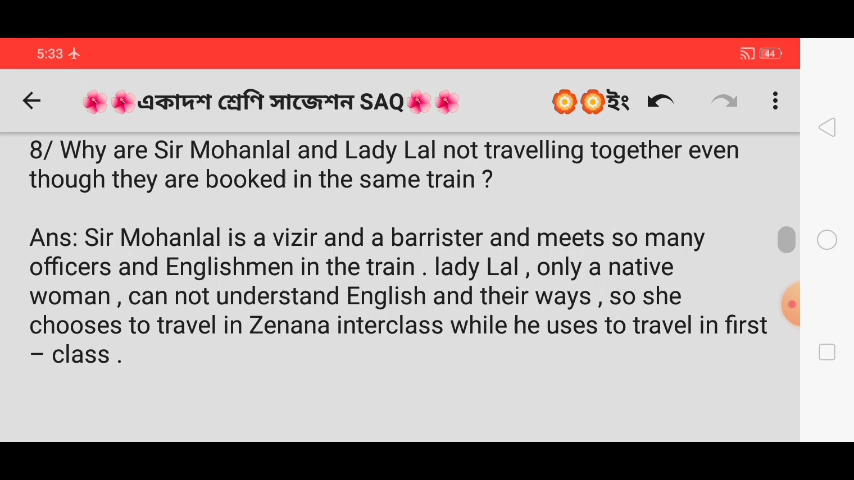 5:33
44
একাদশ শ্রেণি সাজেশন SAQ
ইং
8/ Why are Sir Mohanlal and Lady Lal not travelling together even
though they are booked in the same train ?
Ans: Sir Mohanlal is a vizir and a barrister and meets so many
officers and Englishmen in the train . lady Lal , only a native
woman , can not understand English and their ways , so she
chooses to travel in Zenana interclass while he uses to travel in first
– class .